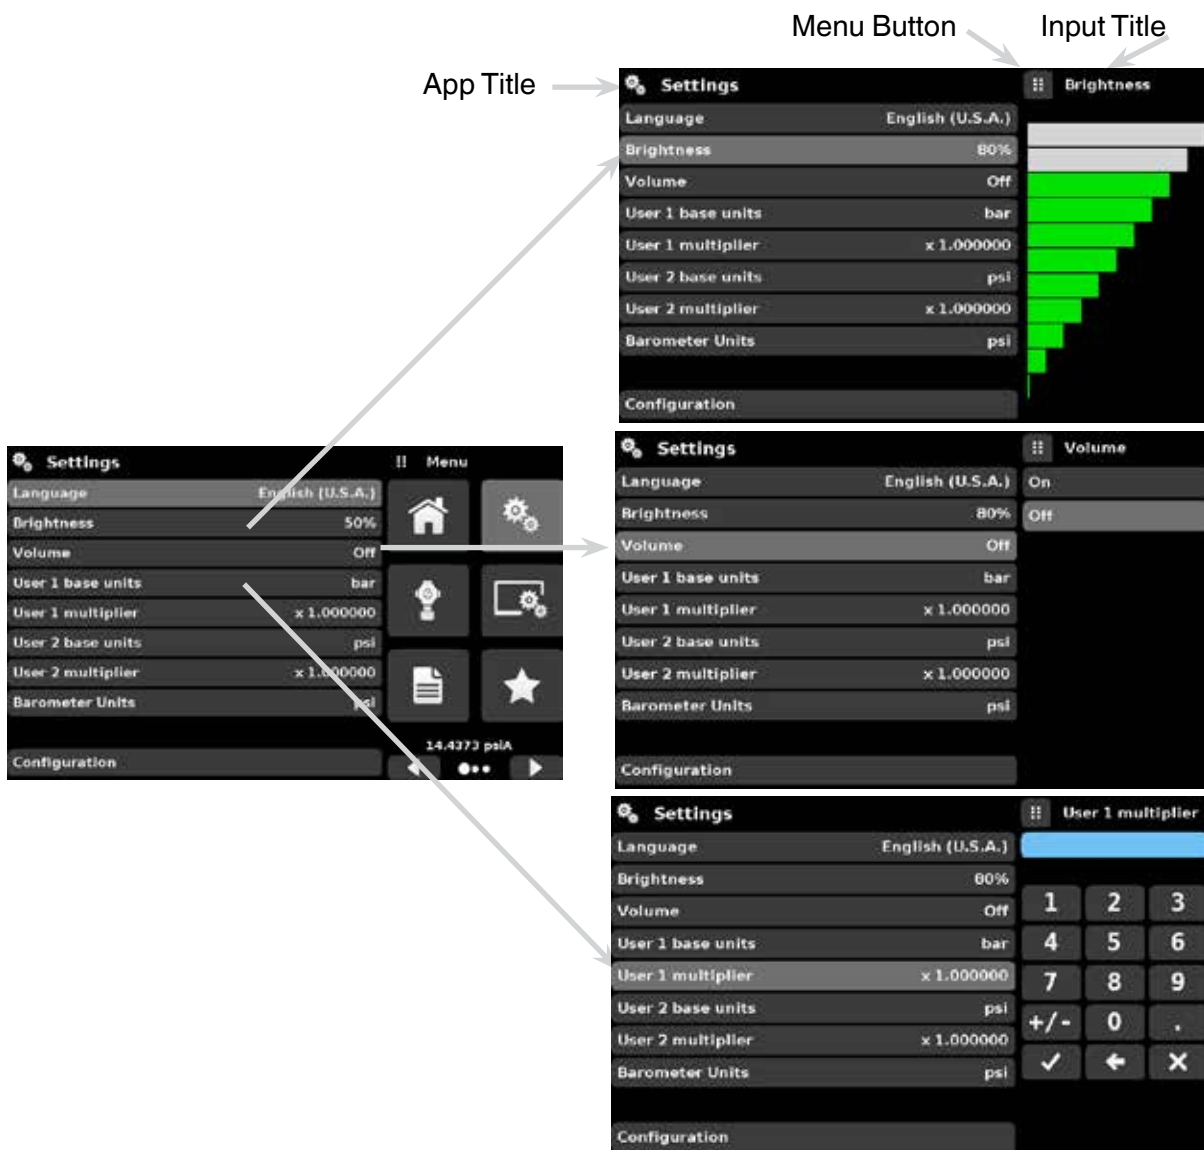 Menu Button Input Title
App Title
Settings Brightness
Language English (U.S.A.)
Brightness 80%
Volume Off
User 1 base units bar
User 1 multiplier x 1.000000
User 2 base units psi
User 2 multiplier x 1.000000
Barometer Units psi
Configuration
Settings Menu
Language English (U.S.A.)
Brightness 50%
Volume Off
User 1 base units bar
User 1 multiplier x 1.000000
User 2 base units psi
User 2 multiplier x 1.000000
Barometer Units psi
14.4373 psiA
Configuration
Settings Volume
Language English (U.S.A.) On
Brightness 80% Off
Volume Off
User 1 base units bar
User 1 multiplier x 1.000000
User 2 base units psi
User 2 multiplier x 1.000000
Barometer Units psi
Configuration
Settings User 1 multiplier
Language English (U.S.A.)
Brightness 80%
Volume Off
User 1 base units bar
User 1 multiplier x 1.000000
User 2 base units psi
User 2 multiplier x 1.000000
Barometer Units psi
Configuration
1 2 3
4 5 6
7 8 9
+/- 0 .